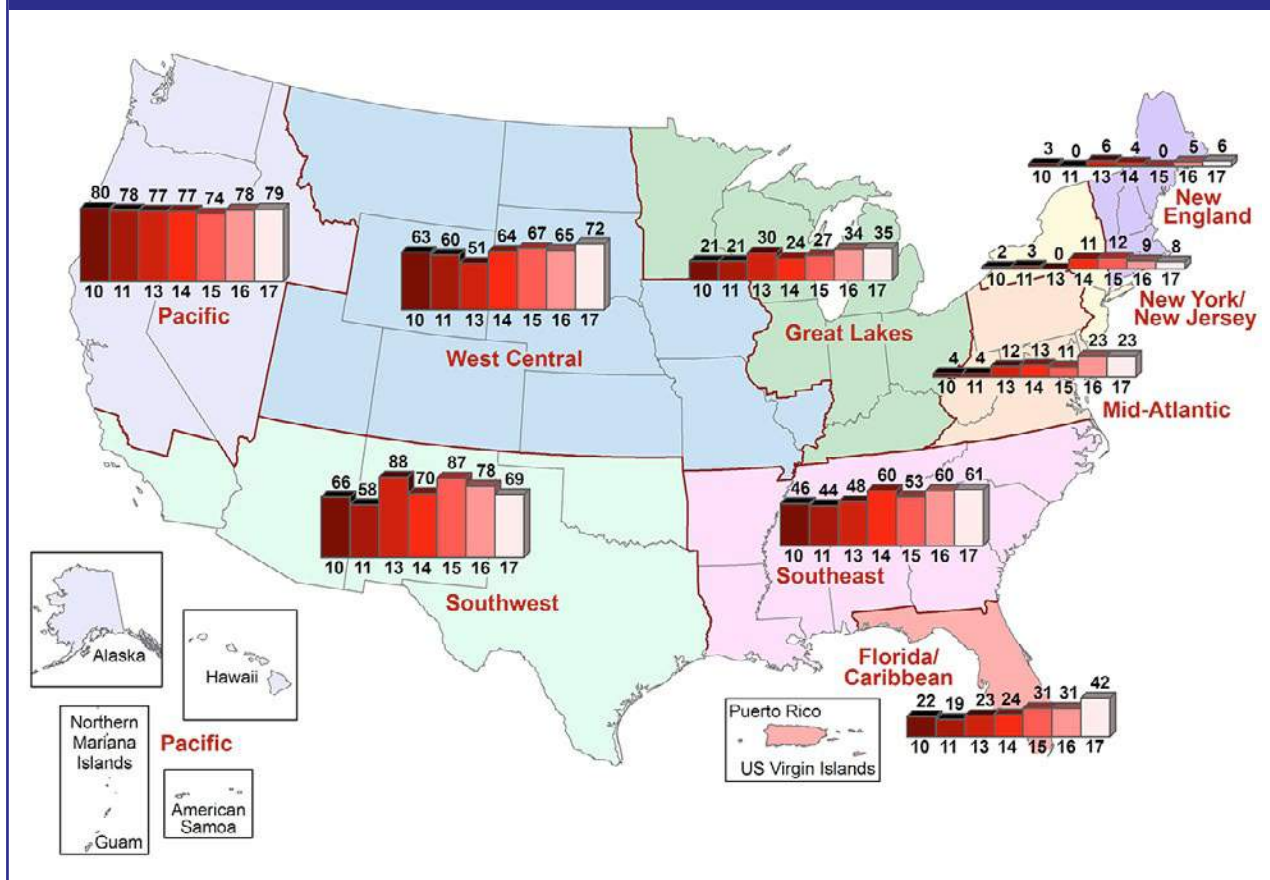 3 0 6 4 0 5 6
10 11 13 14 15 16 17
New
England
80 78 77 77 74 78 79
10 11 13 14 15 16 17
Pacific
63 60 51 64 67 65 72
10 11 13 14 15 16 17
West Central
21 21 30 24 27 34 35
10 11 13 14 15 16 17
Great Lakes
2 3 0 11 12 9 8
10 11 13 14 15 16 17
New York/
New Jersey
4 4 12 13 11 23 23
10 11 13 14 15 16 17
Mid-Atlantic
66 58 88 70 87 78 69
10 11 13 14 15 16 17
Southwest
46 44 48 60 53 60 61
10 11 13 14 15 16 17
Southeast
Florida/
Caribbean
22 19 23 24 31 31 42
10 11 13 14 15 16 17
Alaska
Hawaii
Northern
Mariana
Islands
Guam
Pacific
American
Samoa
Puerto Rico
US Virgin Islands